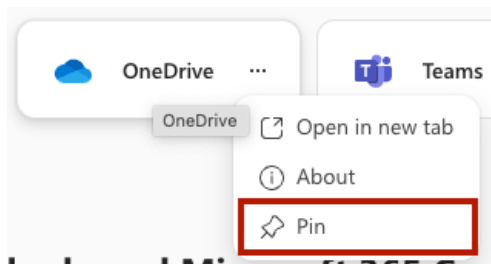 OneDrive ...
Teams
OneDrive
Open in new tab
About
Pin